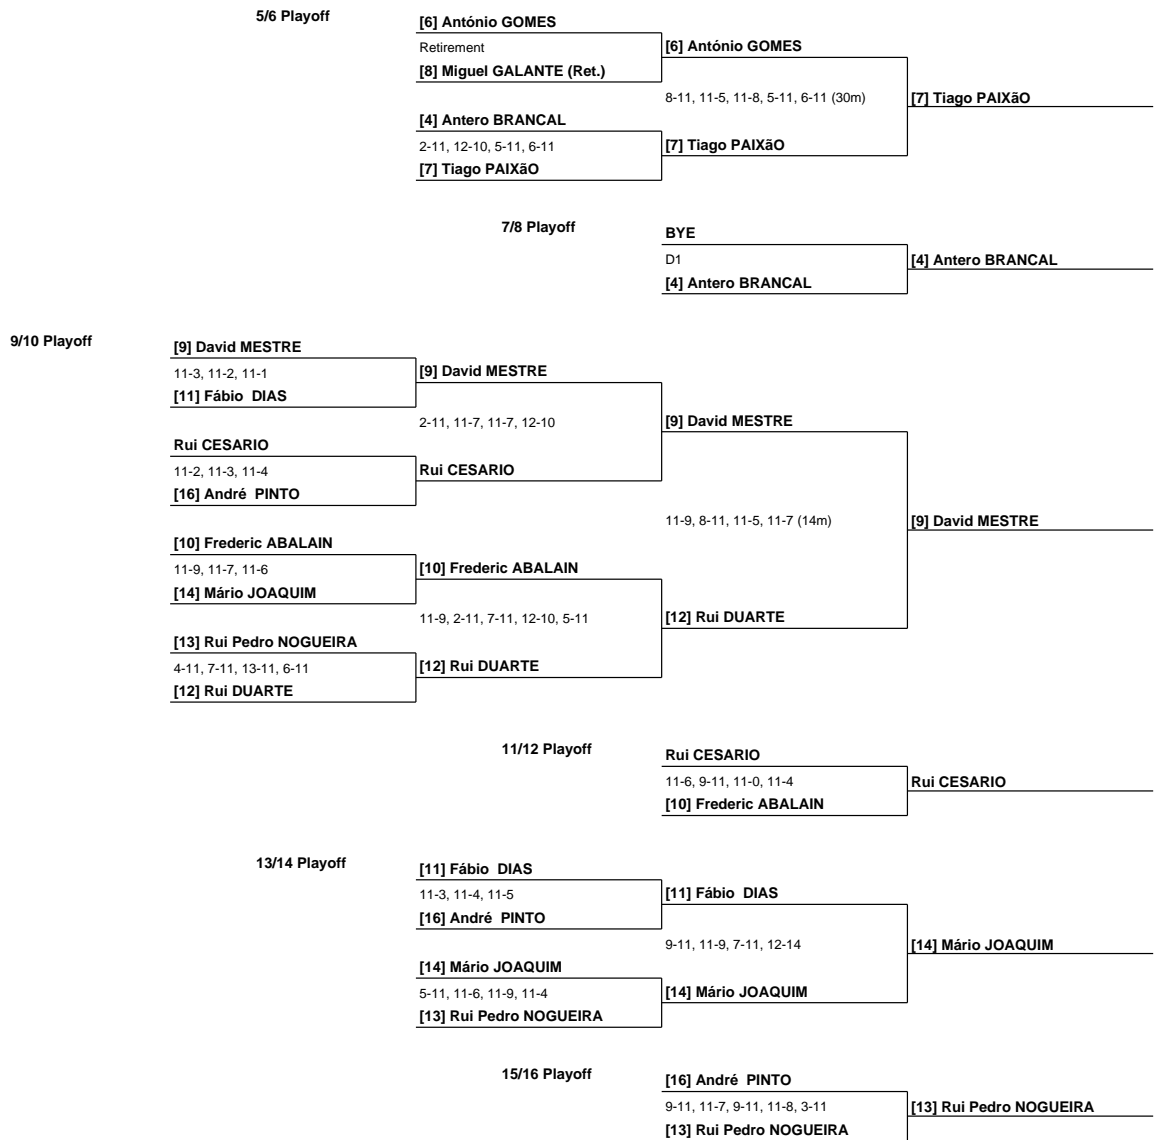 5/6 Playoff
[6] António GOMES
Retirement
[8] Miguel GALANTE (Ret.)
[6] António GOMES
8-11, 11-5, 11-8, 5-11, 6-11 (30m)
[7] Tiago PAIXãO
[4] Antero BRANCAL
2-11, 12-10, 5-11, 6-11
[7] Tiago PAIXãO
[7] Tiago PAIXãO
7/8 Playoff
BYE
D1
[4] Antero BRANCAL
[4] Antero BRANCAL
9/10 Playoff
[9] David MESTRE
11-3, 11-2, 11-1
[11] Fábio  DIAS
[9] David MESTRE
2-11, 11-7, 11-7, 12-10
[9] David MESTRE
Rui CESARIO
11-2, 11-3, 11-4
[16] André  PINTO
Rui CESARIO
11-9, 8-11, 11-5, 11-7 (14m)
[9] David MESTRE
[10] Frederic ABALAIN
11-9, 11-7, 11-6
[14] Mário JOAQUIM
[10] Frederic ABALAIN
11-9, 2-11, 7-11, 12-10, 5-11
[12] Rui DUARTE
[13] Rui Pedro NOGUEIRA
4-11, 7-11, 13-11, 6-11
[12] Rui DUARTE
[12] Rui DUARTE
11/12 Playoff
Rui CESARIO
11-6, 9-11, 11-0, 11-4
[10] Frederic ABALAIN
Rui CESARIO
13/14 Playoff
[11] Fábio  DIAS
11-3, 11-4, 11-5
[16] André  PINTO
[11] Fábio  DIAS
9-11, 11-9, 7-11, 12-14
[14] Mário JOAQUIM
[14] Mário JOAQUIM
5-11, 11-6, 11-9, 11-4
[13] Rui Pedro NOGUEIRA
[14] Mário JOAQUIM
15/16 Playoff
[16] André  PINTO
9-11, 11-7, 9-11, 11-8, 3-11
[13] Rui Pedro NOGUEIRA
[13] Rui Pedro NOGUEIRA